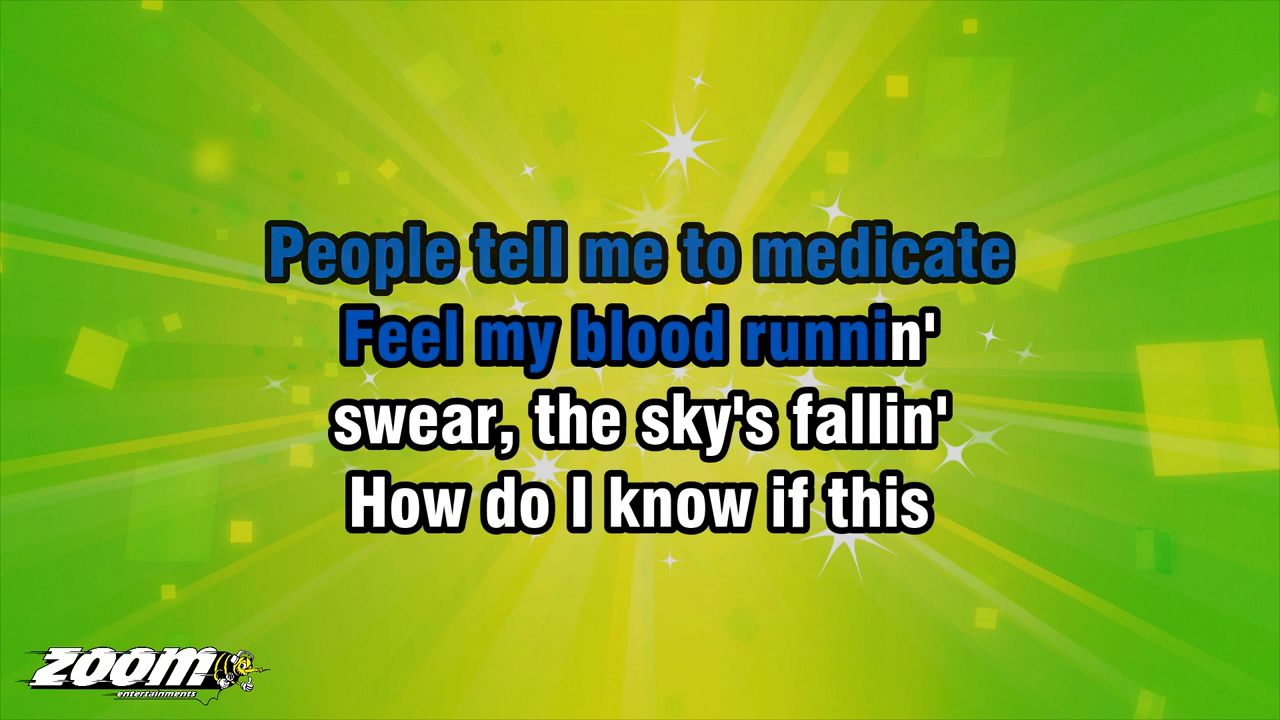 People tell me to medicate
Feel my blood runnin'
swear, the sky's fallin'
How do I know if this
zoom
entertainments